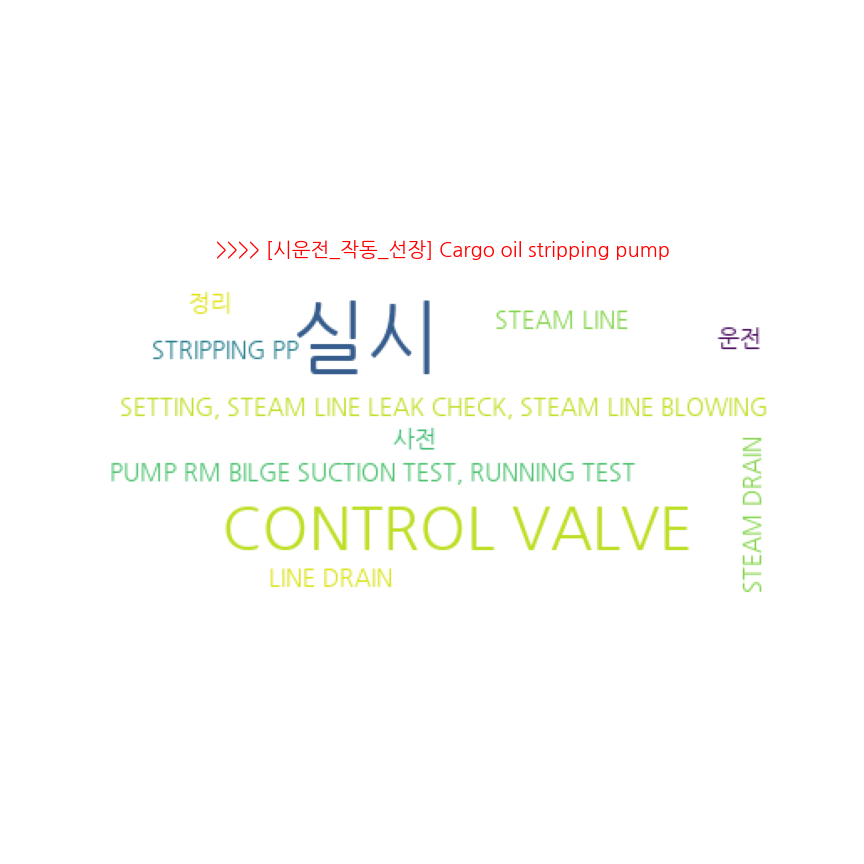 >>>> [시운전_작동_선장] Cargo oil stripping pump
정리
실시
STEAM LINE
운전
STRIPPING PP
SETTING, STEAM LINE LEAK CHECK, STEAM LINE BLOWING
사전
PUMP RM BILGE SUCTION TEST, RUNNING TEST
STEAM DRAIN
CONTROL VALVE
LINE DRAIN